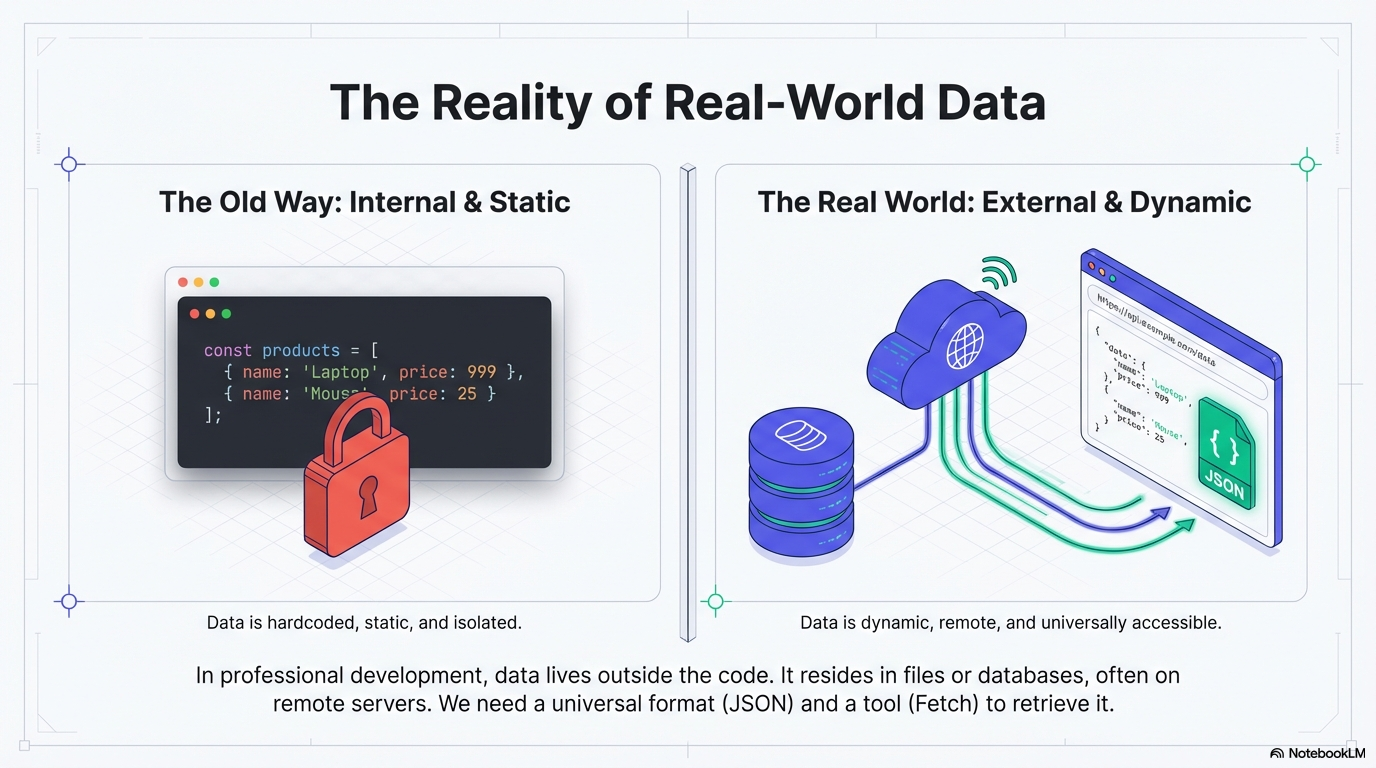 The Reality of Real-World Data
The Old Way: Internal & Static
const products = [
{ name: 'Laptop', price: 999 },
{ name: 'Mouse' price: 25 }
];
Data is hardcoded, static, and isolated.
The Real World: External & Dynamic
{
"data": {
"name": 'Laptop',
"price": 999
},
{
"name":
"price": 25
}
}
JSON
Data is dynamic, remote, and universally accessible.
In professional development, data lives outside the code. It resides in files or databases, often on
remote servers. We need a universal format (JSON) and a tool (Fetch) to retrieve it.
NotebookLM